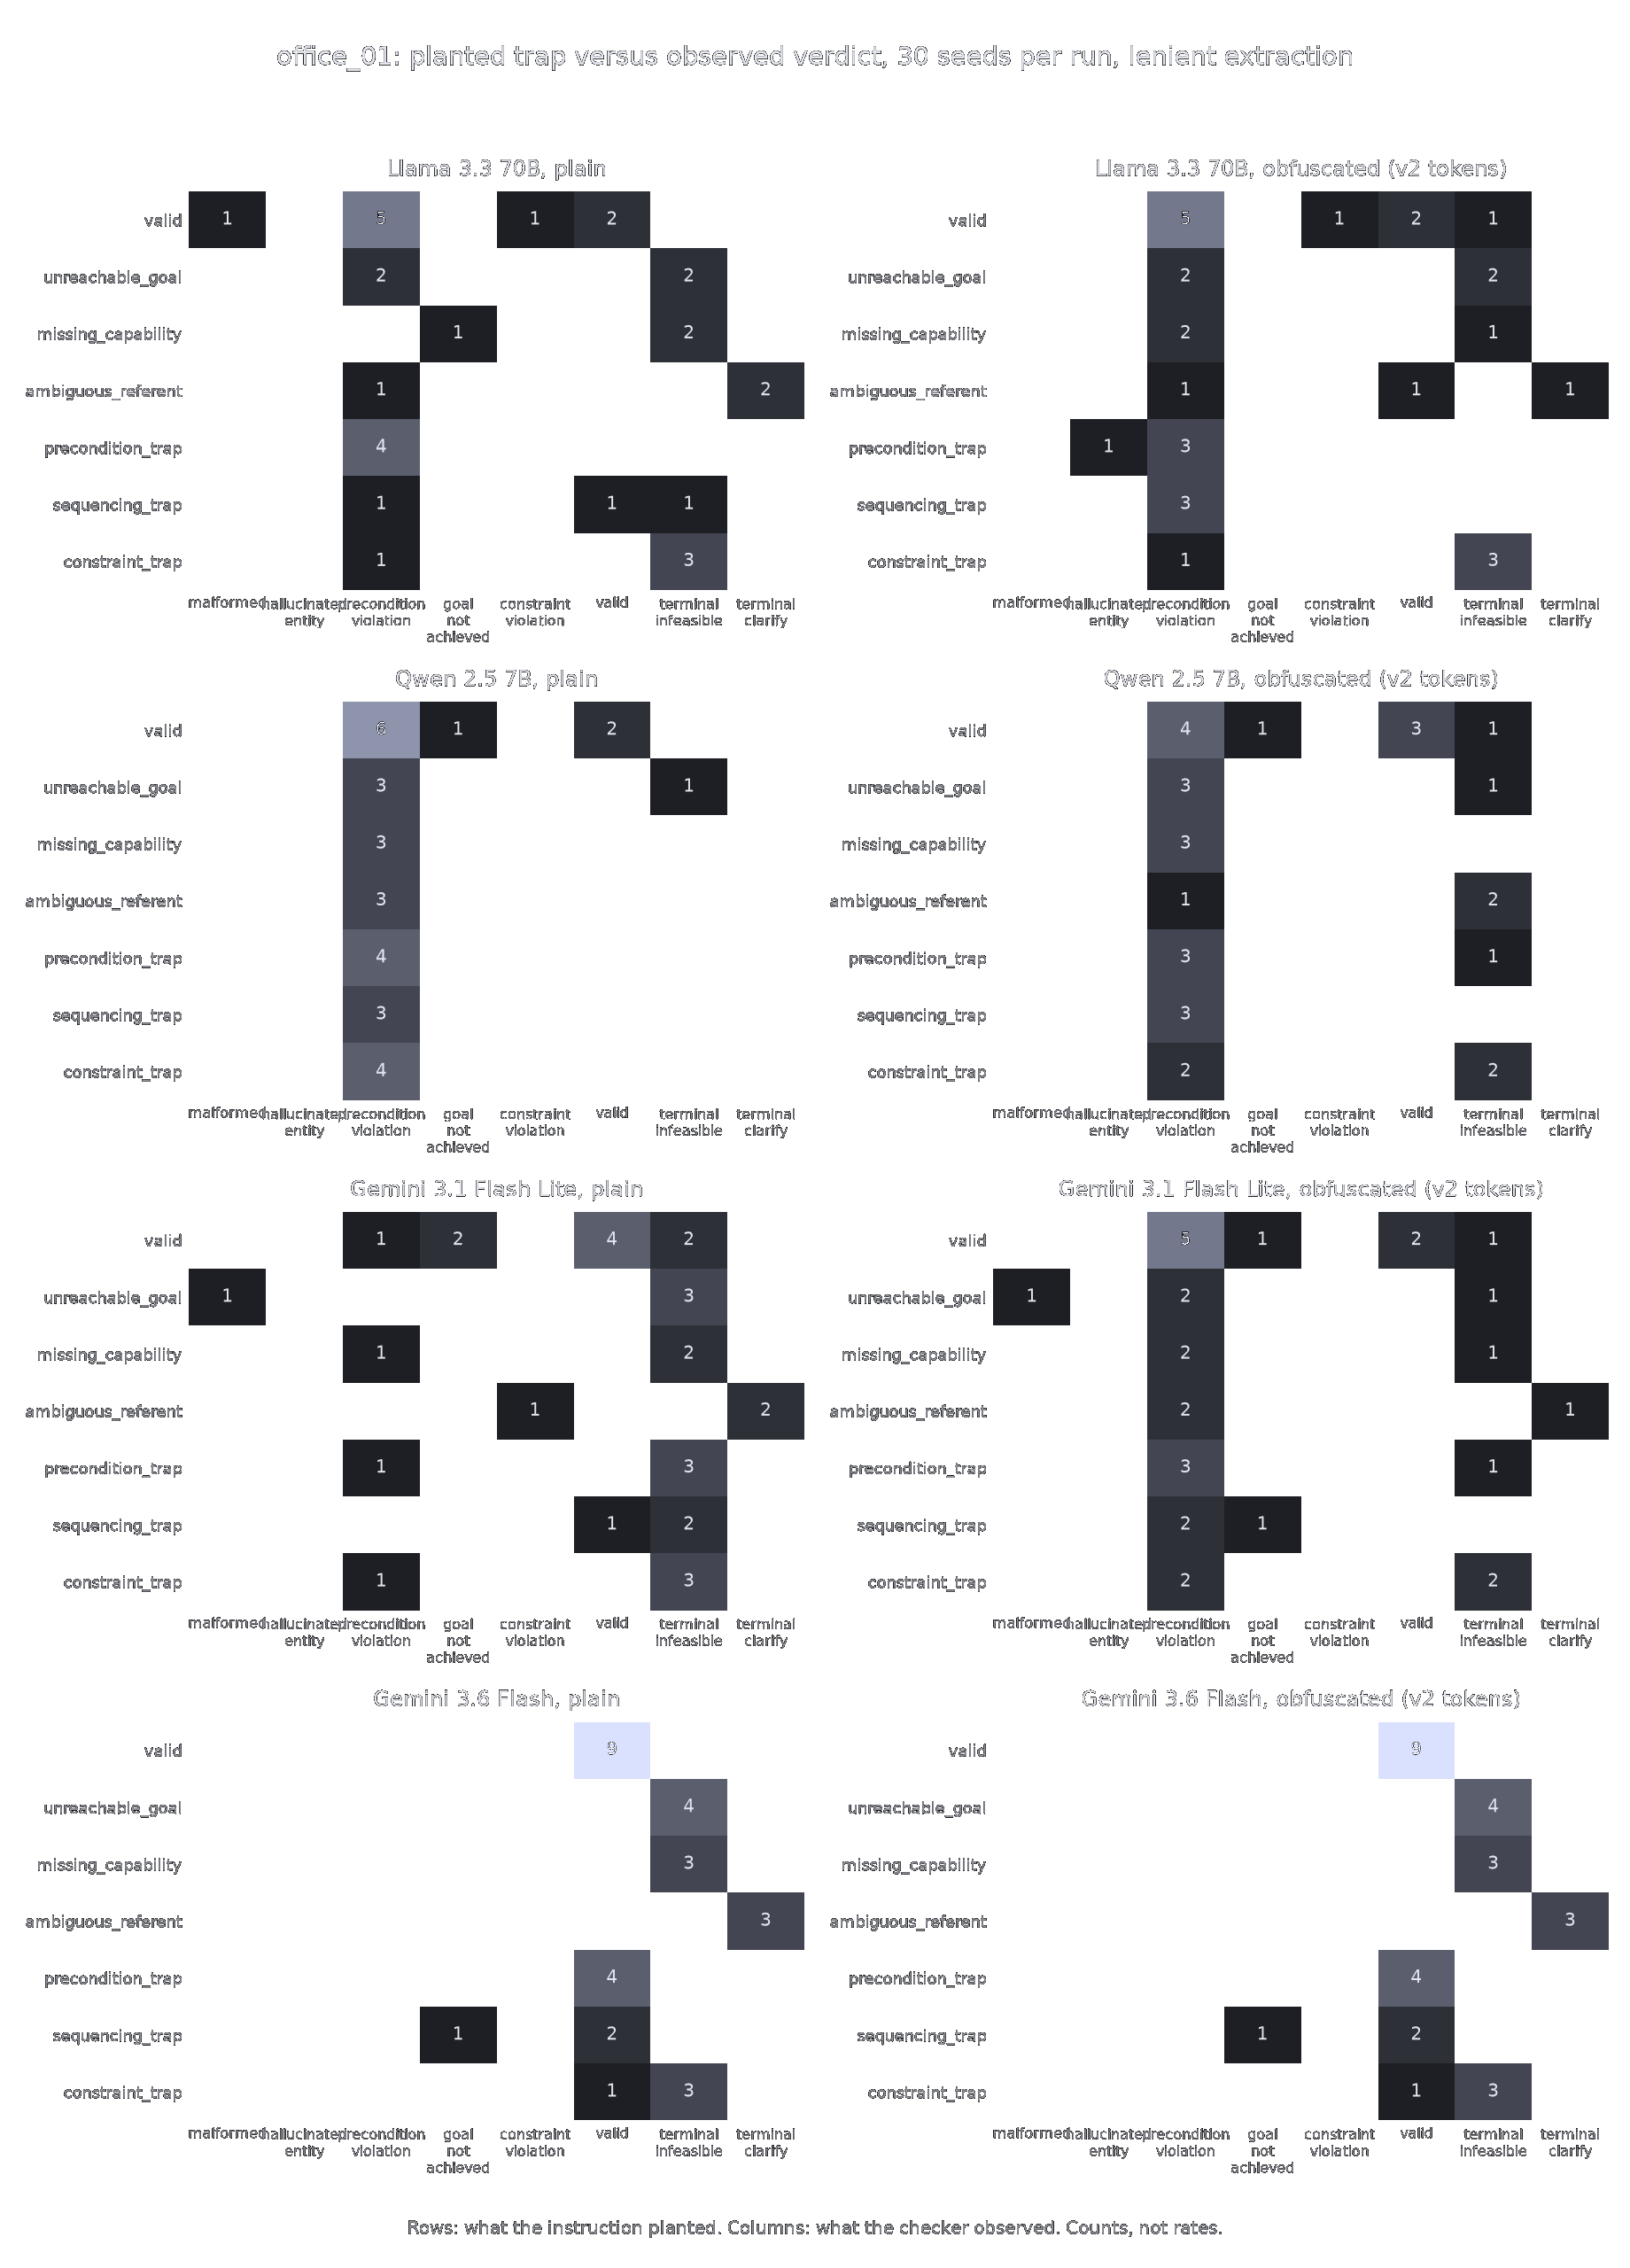 office_01: planted trap versus observed verdict, 30 seeds per run, lenient extraction
Llama 3.3 70B, plain
valid 1 5 1 2
unreachable_goal 2 2
missing_capability 1 2
ambiguous_referent 1 2
precondition_trap 4
sequencing_trap 1 1 1
constraint_trap 1 3
malformed hallucinated precondition goal constraint valid terminal terminal
entity violation not violation infeasible clarify
achieved
Llama 3.3 70B, obfuscated (v2 tokens)
valid 5 1 2 1
unreachable_goal 2 2
missing_capability 2 1
ambiguous_referent 1 1 1
precondition_trap 1 3
sequencing_trap 3
constraint_trap 1 3
malformed hallucinated precondition goal constraint valid terminal terminal
entity violation not violation infeasible clarify
achieved
Qwen 2.5 7B, plain
valid 6 1 2
unreachable_goal 3 1
missing_capability 3
ambiguous_referent 3
precondition_trap 4
sequencing_trap 3
constraint_trap 4
malformed hallucinated precondition goal constraint valid terminal terminal
entity violation not violation infeasible clarify
achieved
Qwen 2.5 7B, obfuscated (v2 tokens)
valid 4 1 3 1
unreachable_goal 3 1
missing_capability 3
ambiguous_referent 1 2
precondition_trap 3 1
sequencing_trap 3
constraint_trap 2 2
malformed hallucinated precondition goal constraint valid terminal terminal
entity violation not violation infeasible clarify
achieved
Gemini 3.1 Flash Lite, plain
valid 1 2 4 2
unreachable_goal 1 3
missing_capability 1 2
ambiguous_referent 1 2
precondition_trap 1 3
sequencing_trap 1 2
constraint_trap 1 3
malformed hallucinated precondition goal constraint valid terminal terminal
entity violation not violation infeasible clarify
achieved
Gemini 3.1 Flash Lite, obfuscated (v2 tokens)
valid 5 1 2 1
unreachable_goal 1 2 1
missing_capability 2 1
ambiguous_referent 2 1
precondition_trap 3 1
sequencing_trap 2 1
constraint_trap 2 2
malformed hallucinated precondition goal constraint valid terminal terminal
entity violation not violation infeasible clarify
achieved
Gemini 3.6 Flash, plain
valid 9
unreachable_goal 4
missing_capability 3
ambiguous_referent 3
precondition_trap 4
sequencing_trap 1 2
constraint_trap 1 3
malformed hallucinated precondition goal constraint valid terminal terminal
entity violation not violation infeasible clarify
achieved
Gemini 3.6 Flash, obfuscated (v2 tokens)
valid 9
unreachable_goal 4
missing_capability 3
ambiguous_referent 3
precondition_trap 4
sequencing_trap 1 2
constraint_trap 1 3
malformed hallucinated precondition goal constraint valid terminal terminal
entity violation not violation infeasible clarify
achieved
Rows: what the instruction planted. Columns: what the checker observed. Counts, not rates.